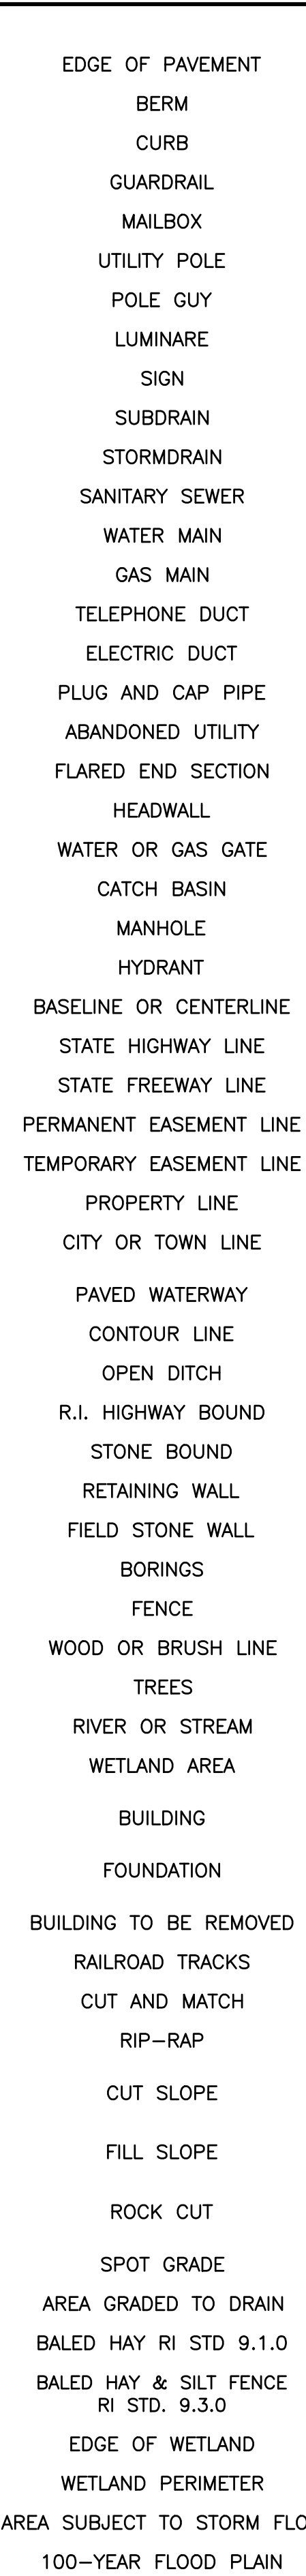 EDGE OF PAVEMENT
BERM
CURB
GUARDRAIL
MAILBOX
UTILITY POLE
POLE GUY
LUMINARE
SIGN
SUBDRAIN
STORMDRAIN
SANITARY SEWER
WATER MAIN
GAS MAIN
TELEPHONE DUCT
ELECTRIC DUCT
PLUG AND CAP PIPE
ABANDONED UTILITY
FLARED END SECTION
HEADWALL
WATER OR GAS GATE
CATCH BASIN
MANHOLE
HYDRANT
BASELINE OR CENTERLINE
STATE HIGHWAY LINE
STATE FREEWAY LINE
PERMANENT EASEMENT LINE
TEMPORARY EASEMENT LINE
PROPERTY LINE
CITY OR TOWN LINE
PAVED WATERWAY
CONTOUR LINE
OPEN DITCH
R.I. HIGHWAY BOUND
STONE BOUND
RETAINING WALL
FIELD STONE WALL
BORINGS
FENCE
WOOD OR BRUSH LINE
TREES
RIVER OR STREAM
WETLAND AREA
BUILDING
FOUNDATION
BUILDING TO BE REMOVED
RAILROAD TRACKS
CUT AND MATCH
RIP-RAP
CUT SLOPE
FILL SLOPE
ROCK CUT
SPOT GRADE
AREA GRADED TO DRAIN
BALED HAY RI STD 9.1.0
BALED HAY & SILT FENCE
RI STD. 9.3.0
EDGE OF WETLAND
WETLAND PERIMETER
AREA SUBJECT TO STORM FLO
100-YEAR FLOOD PLAIN